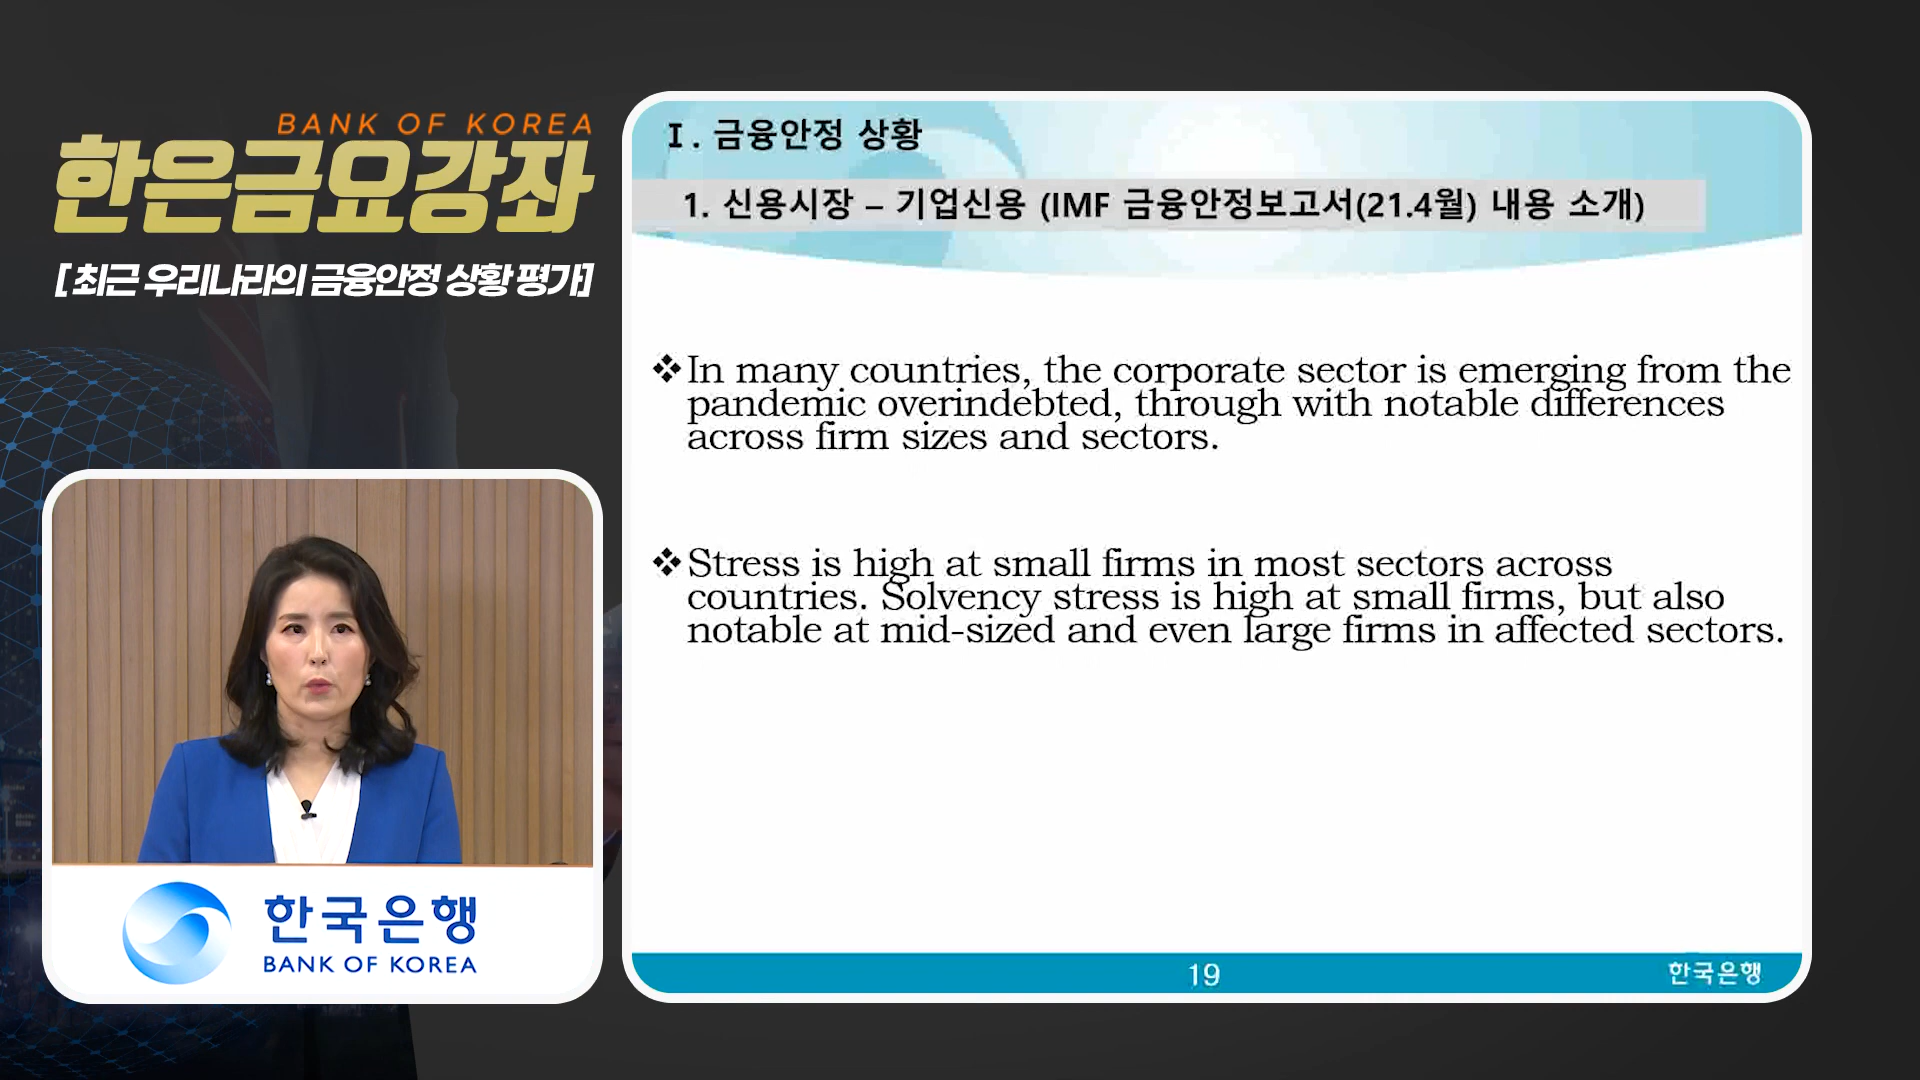 BANK OF KOREA
한은금요강좌
[최근 우리나라의 금융안정 상황 평가]
한국은행
BANK OF KOREA
I. 금융안정 상황
1. 신용시장 – 기업신용 (IMF 금융안정보고서(21.4월) 내용 소개)
❖In many countries, the corporate sector is emerging from the
pandemic overindebted, through with notable differences
across firm sizes and sectors.
❖Stress is high at small firms in most sectors across
countries. Solvency stress is high at small firms, but also
notable at mid-sized and even large firms in affected sectors.
19
한국은행